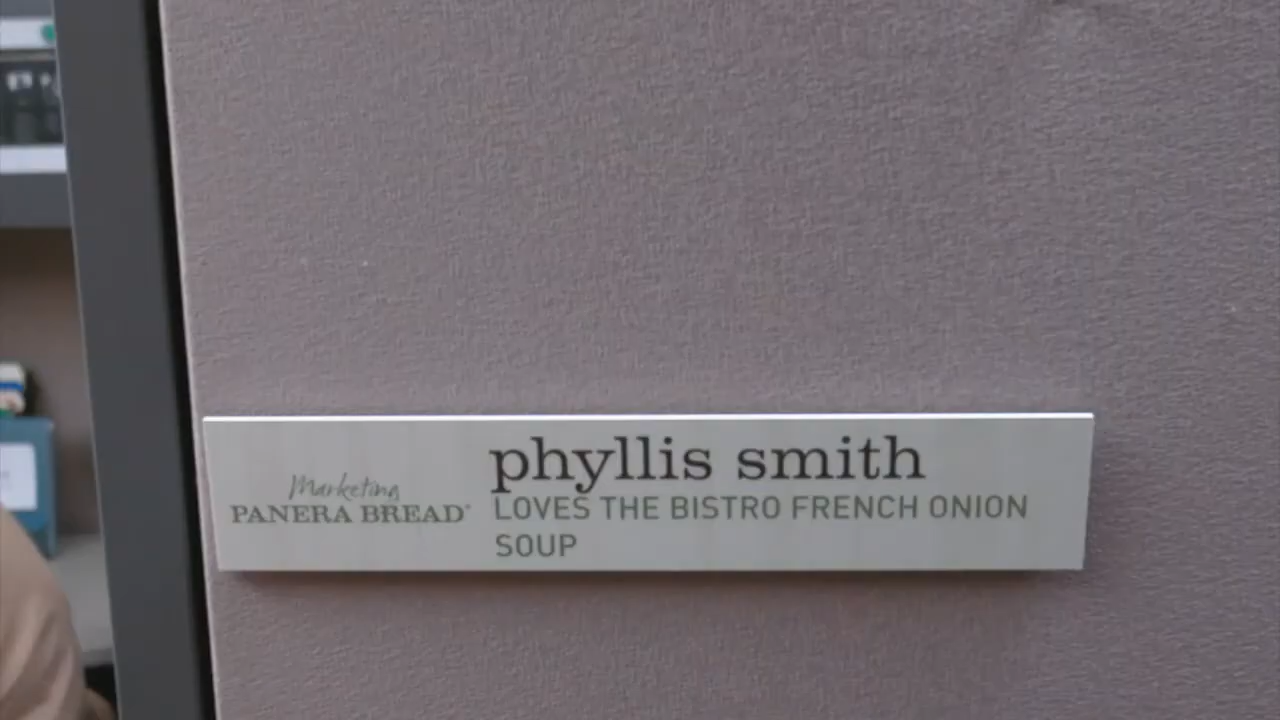 Marketing
PANERA BREAD®
phyllis smith
LOVES THE BISTRO FRENCH ONION
SOUP